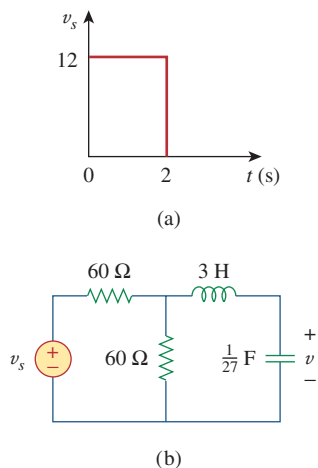 v_s
12
0 2 t (s)
(a)
60 Ω 3 H
v_s + − 60 Ω 1/27 F + v −
(b)